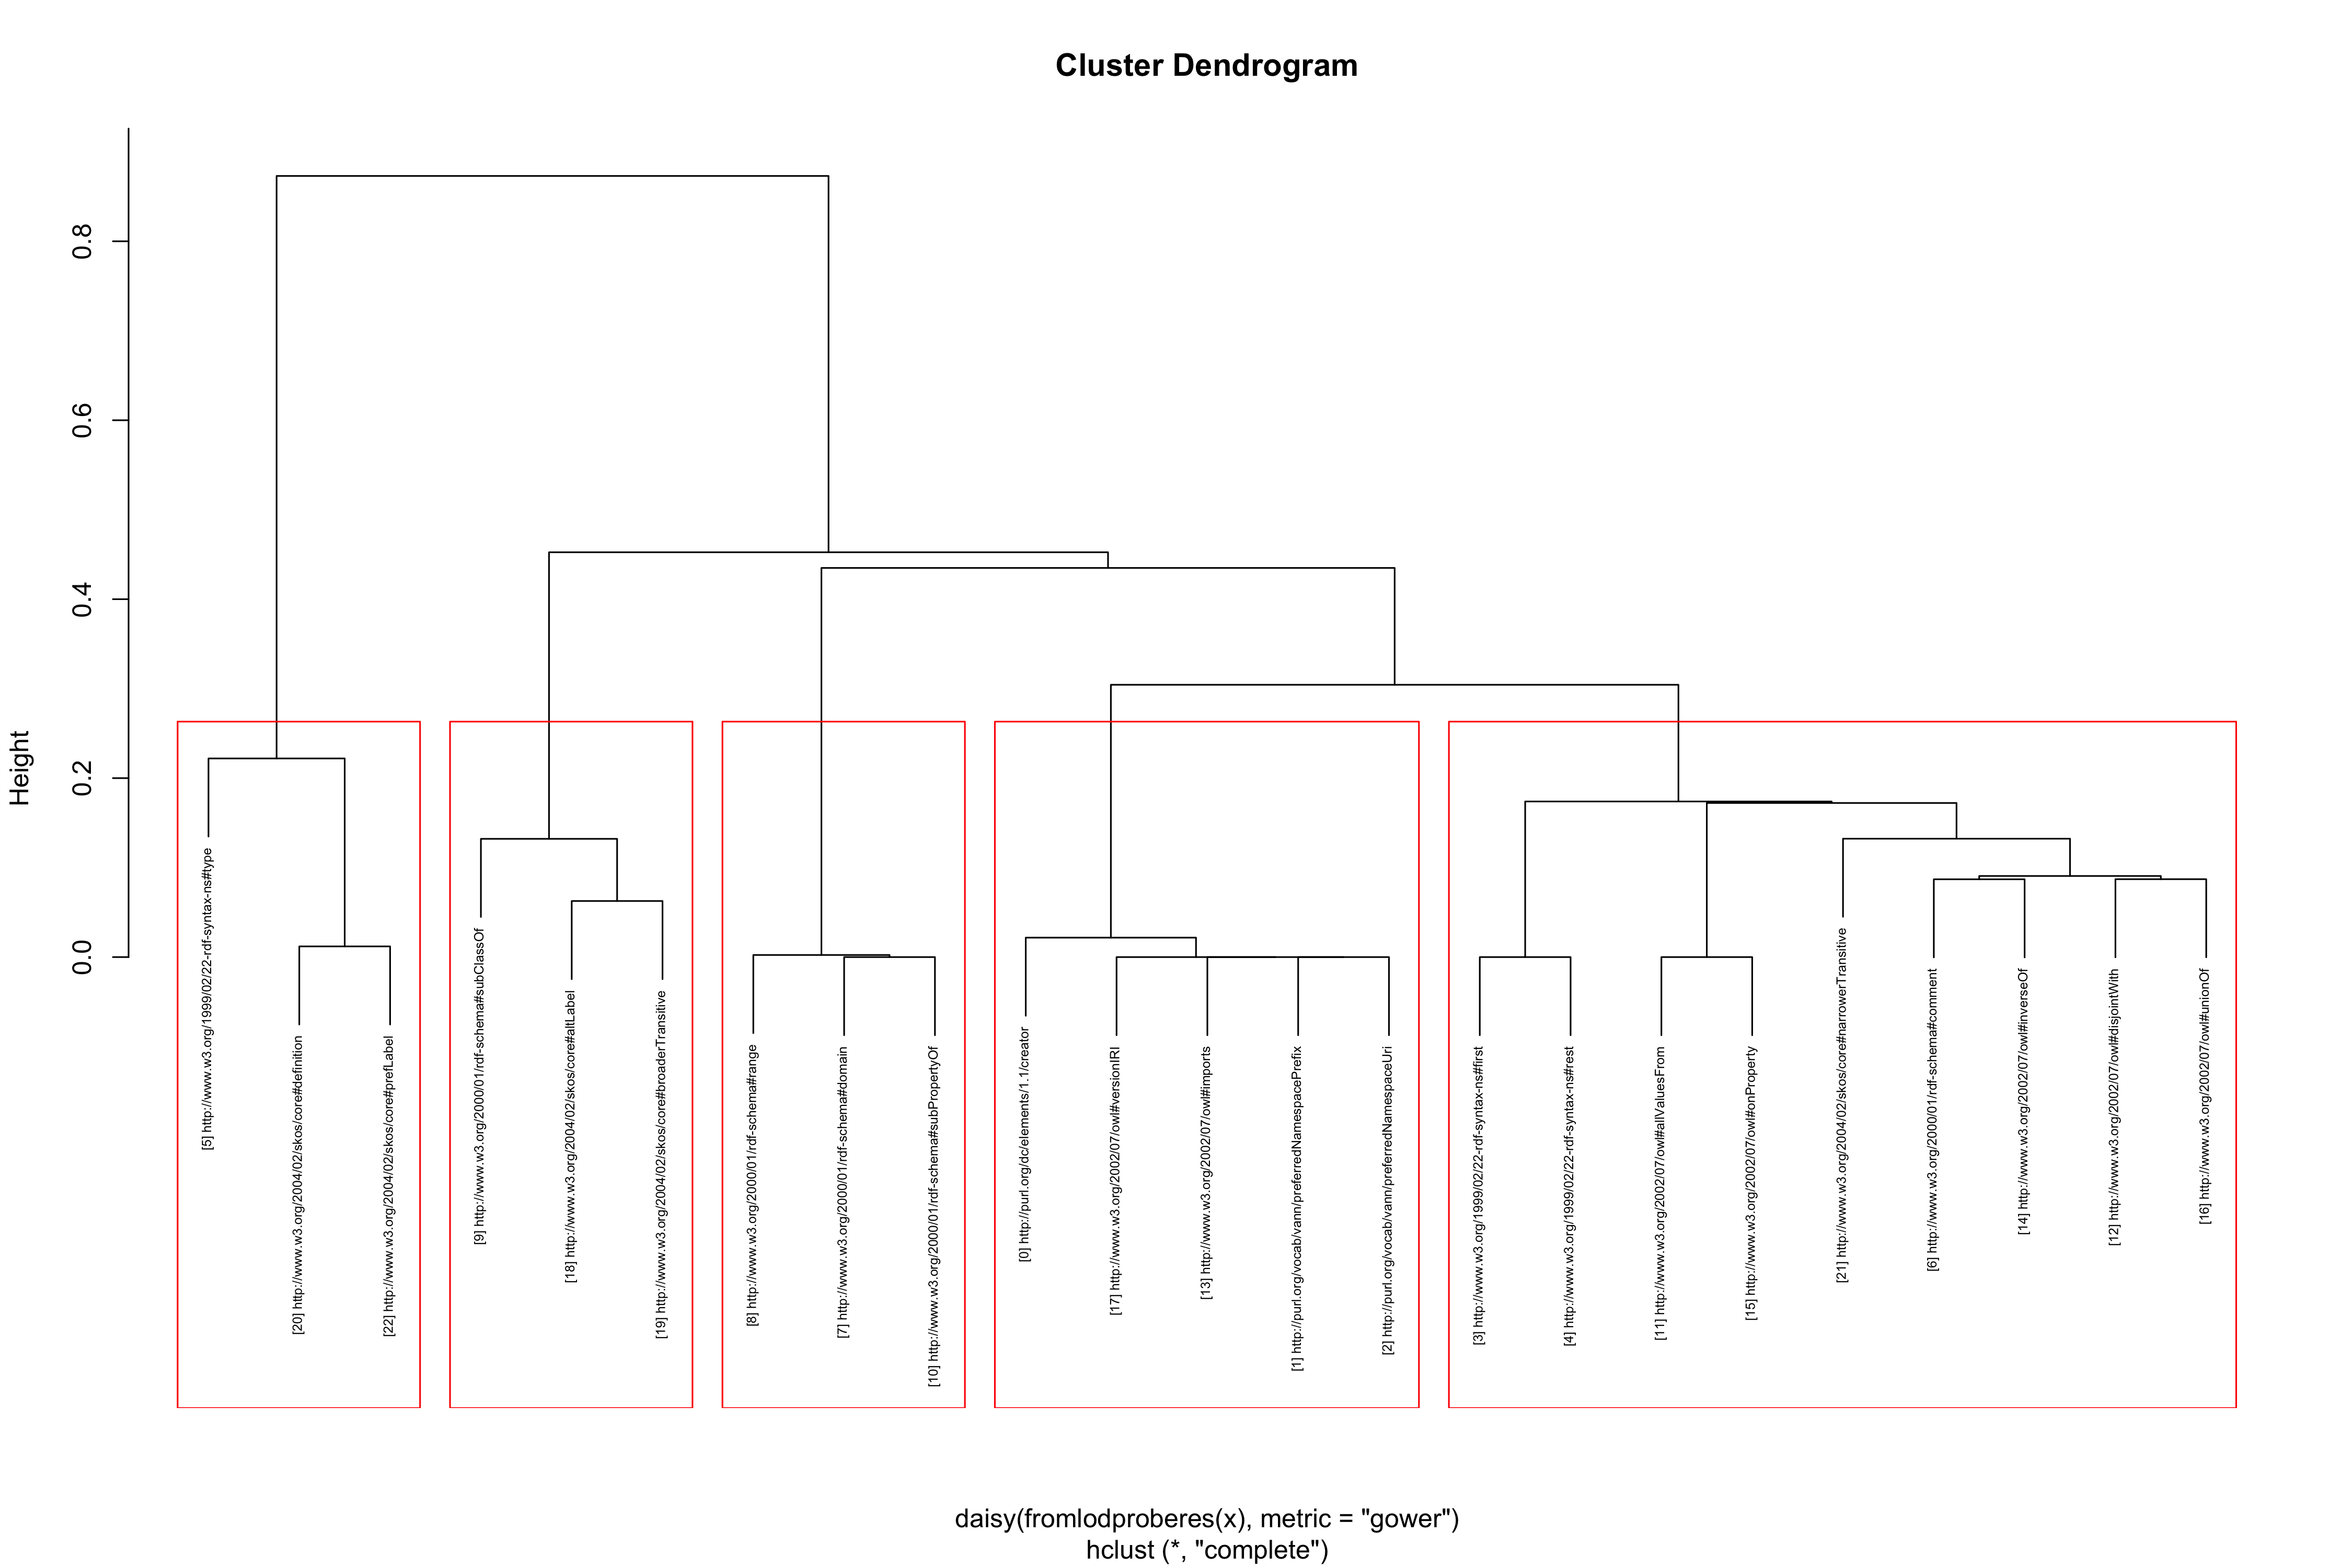 Cluster Dendrogram
Height
0.0
0.2
0.4
0.6
0.8
[5] http://www.w3.org/1999/02/22-rdf-syntax-ns#type
[20] http://www.w3.org/2004/02/skos/core#definition
[22] http://www.w3.org/2004/02/skos/core#prefLabel
[9] http://www.w3.org/2000/01/rdf-schema#subClassOf
[18] http://www.w3.org/2004/02/skos/core#altLabel
[19] http://www.w3.org/2004/02/skos/core#broaderTransitive
[8] http://www.w3.org/2000/01/rdf-schema#range
[7] http://www.w3.org/2000/01/rdf-schema#domain
[10] http://www.w3.org/2000/01/rdf-schema#subPropertyOf
[0] http://purl.org/dc/elements/1.1/creator
[17] http://www.w3.org/2002/07/owl#versionIRI
[13] http://www.w3.org/2002/07/owl#imports
[1] http://purl.org/vocab/vann/preferredNamespacePrefix
[2] http://purl.org/vocab/vann/preferredNamespaceUri
[3] http://www.w3.org/1999/02/22-rdf-syntax-ns#first
[4] http://www.w3.org/1999/02/22-rdf-syntax-ns#rest
[11] http://www.w3.org/2002/07/owl#allValuesFrom
[15] http://www.w3.org/2002/07/owl#onProperty
[21] http://www.w3.org/2004/02/skos/core#narrowerTransitive
[6] http://www.w3.org/2000/01/rdf-schema#comment
[14] http://www.w3.org/2002/07/owl#inverseOf
[12] http://www.w3.org/2002/07/owl#disjointWith
[16] http://www.w3.org/2002/07/owl#unionOf
daisy(fromlodproberes(x), metric = "gower")
hclust (*, "complete")